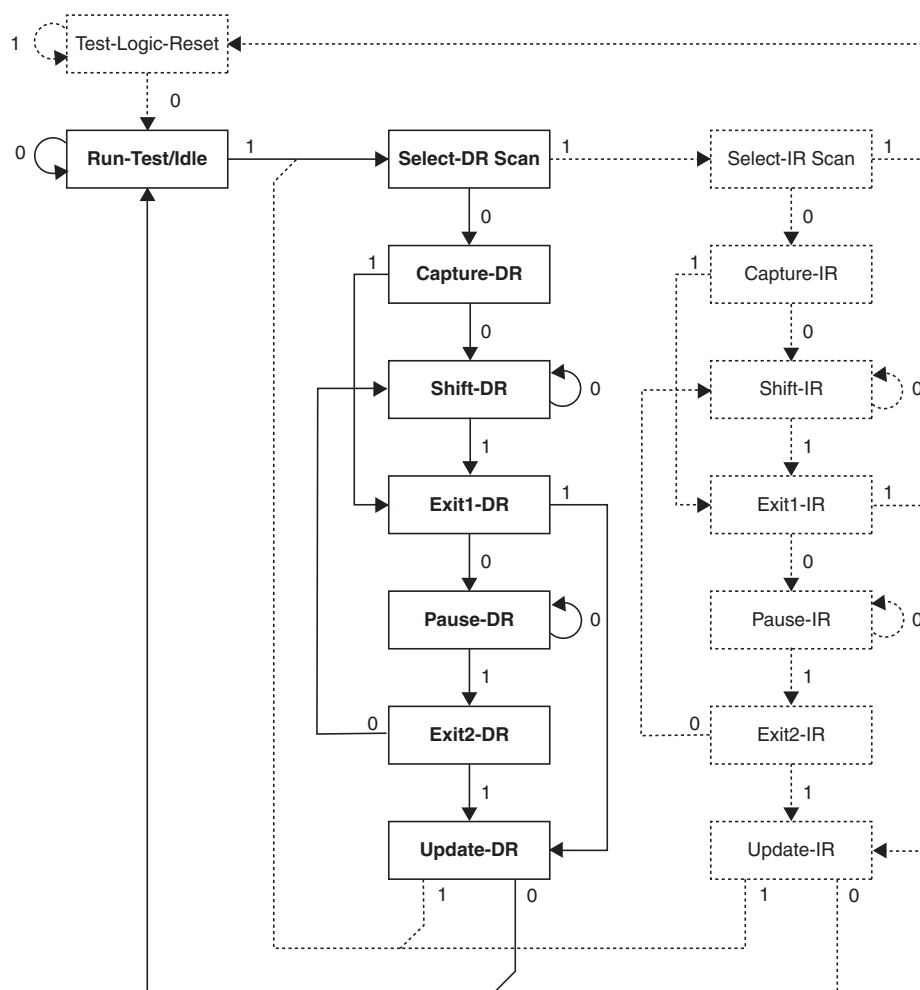 1 Test-Logic-Reset
0
0 Run-Test/Idle 1 Select-DR Scan 1 Select-IR Scan 1
0 0
1 Capture-DR 1 Capture-IR
0 0
Shift-DR 0 Shift-IR 0
1 1
Exit1-DR 1 Exit1-IR 1
0 0
Pause-DR 0 Pause-IR 0
1 1
0 Exit2-DR 0 Exit2-IR
1 1
Update-DR Update-IR
1 0 1 0